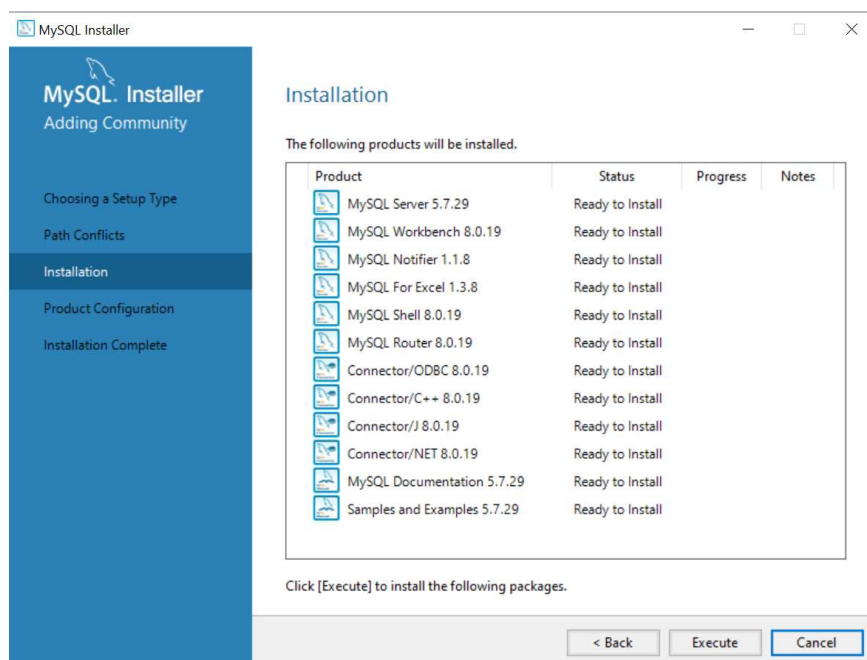 MySQL Installer
MySQL. Installer
Adding Community
Choosing a Setup Type
Path Conflicts
Installation
Product Configuration
Installation Complete
Installation
The following products will be installed.
Product Status Progress Notes
MySQL Server 5.7.29 Ready to Install
MySQL Workbench 8.0.19 Ready to Install
MySQL Notifier 1.1.8 Ready to Install
MySQL For Excel 1.3.8 Ready to Install
MySQL Shell 8.0.19 Ready to Install
MySQL Router 8.0.19 Ready to Install
Connector/ODBC 8.0.19 Ready to Install
Connector/C++ 8.0.19 Ready to Install
Connector/J 8.0.19 Ready to Install
Connector/NET 8.0.19 Ready to Install
MySQL Documentation 5.7.29 Ready to Install
Samples and Examples 5.7.29 Ready to Install
Click [Execute] to install the following packages.
< Back Execute Cancel